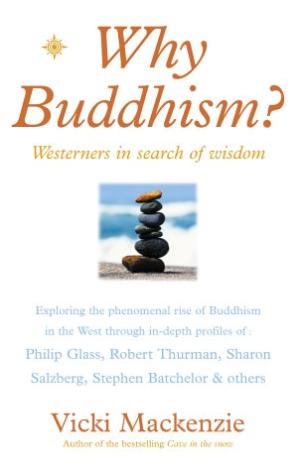 Why
Buddhism?
Westerners in search of wisdom
Exploring the phenomenal rise of Buddhism
in the West through in-depth profiles of :
Philip Glass, Robert Thurman, Sharon
Salzberg, Stephen Batchelor & others
Vicki Mackenzie
Author of the bestselling Cave in the snow